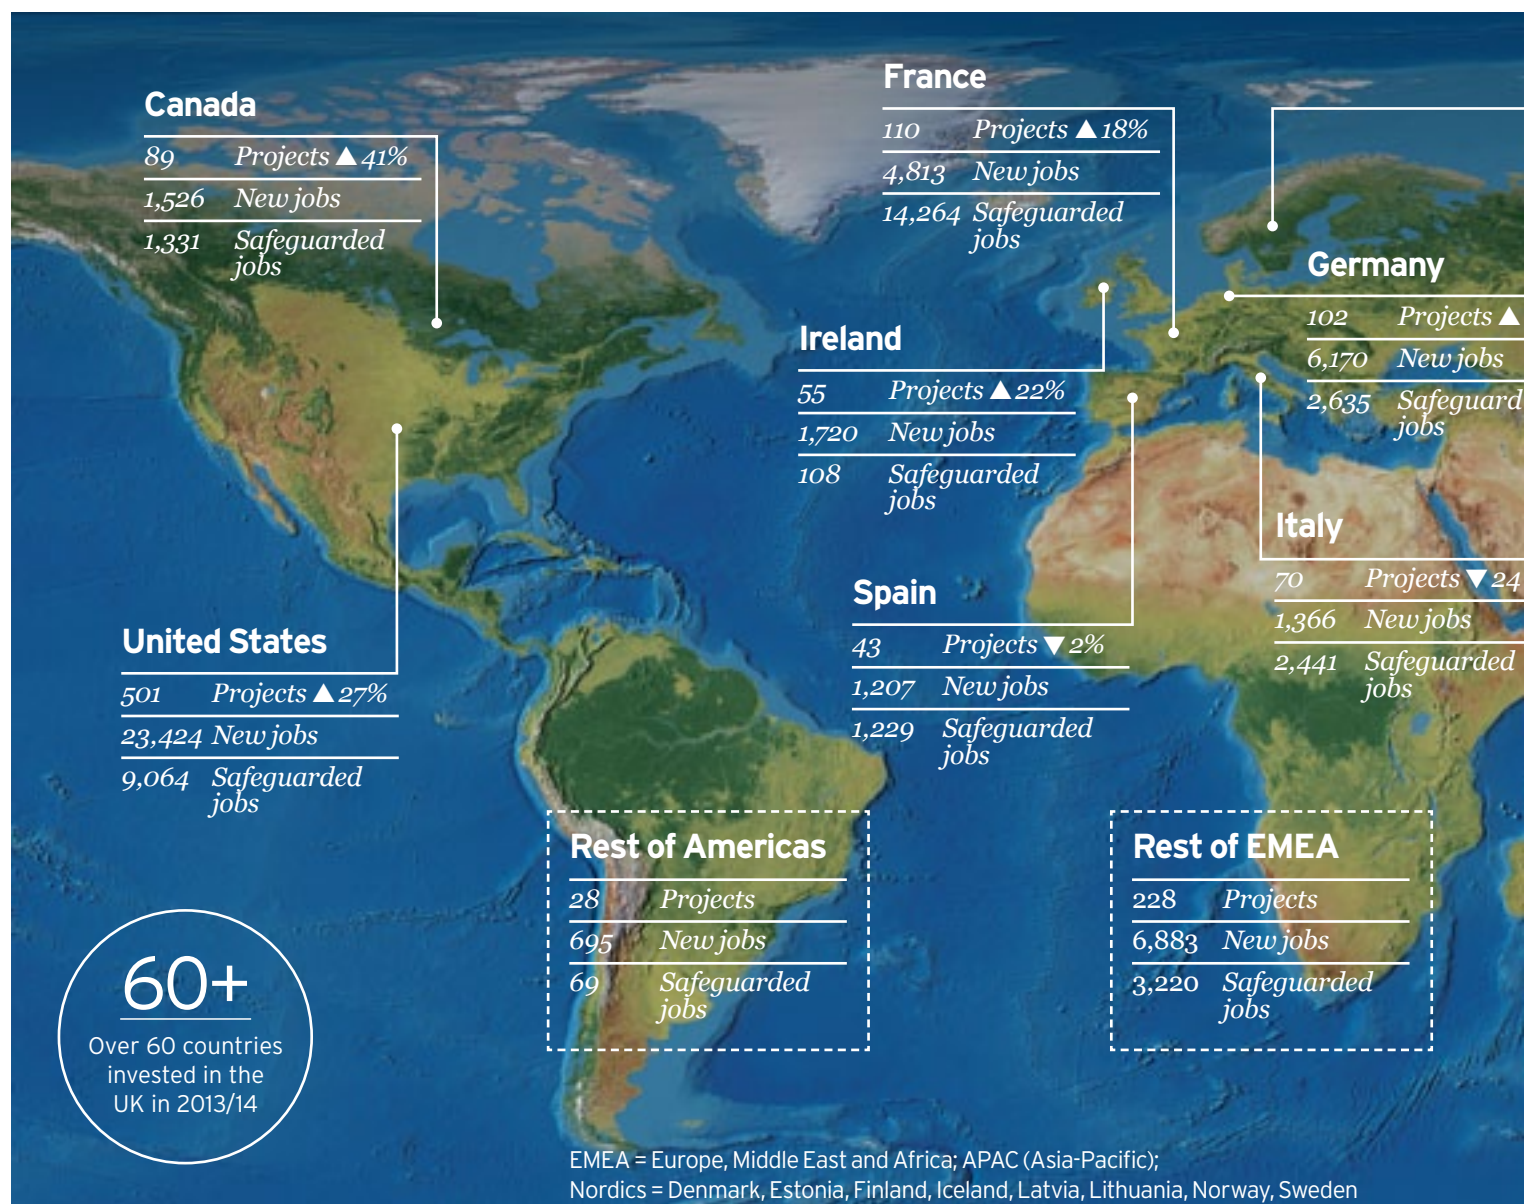 Canada
89 Projects ▲ 41%
1,526 New jobs
1,331 Safeguarded
jobs
France
110 Projects ▲ 18%
4,813 New jobs
14,264 Safeguarded
jobs
Germany
102 Projects ▲
6,170 New jobs
2,635 Safeguard
jobs
Ireland
55 Projects ▲ 22%
1,720 New jobs
108 Safeguarded
jobs
Italy
70 Projects ▼ 24
1,366 New jobs
2,441 Safeguarded
jobs
Spain
43 Projects ▼ 2%
1,207 New jobs
1,229 Safeguarded
jobs
United States
501 Projects ▲ 27%
23,424 New jobs
9,064 Safeguarded
jobs
Rest of Americas
28 Projects
695 New jobs
69 Safeguarded
jobs
Rest of EMEA
228 Projects
6,883 New jobs
3,220 Safeguarded
jobs
60+
Over 60 countries
invested in the
UK in 2013/14
EMEA = Europe, Middle East and Africa; APAC (Asia-Pacific);
Nordics = Denmark, Estonia, Finland, Iceland, Latvia, Lithuania, Norway, Sweden